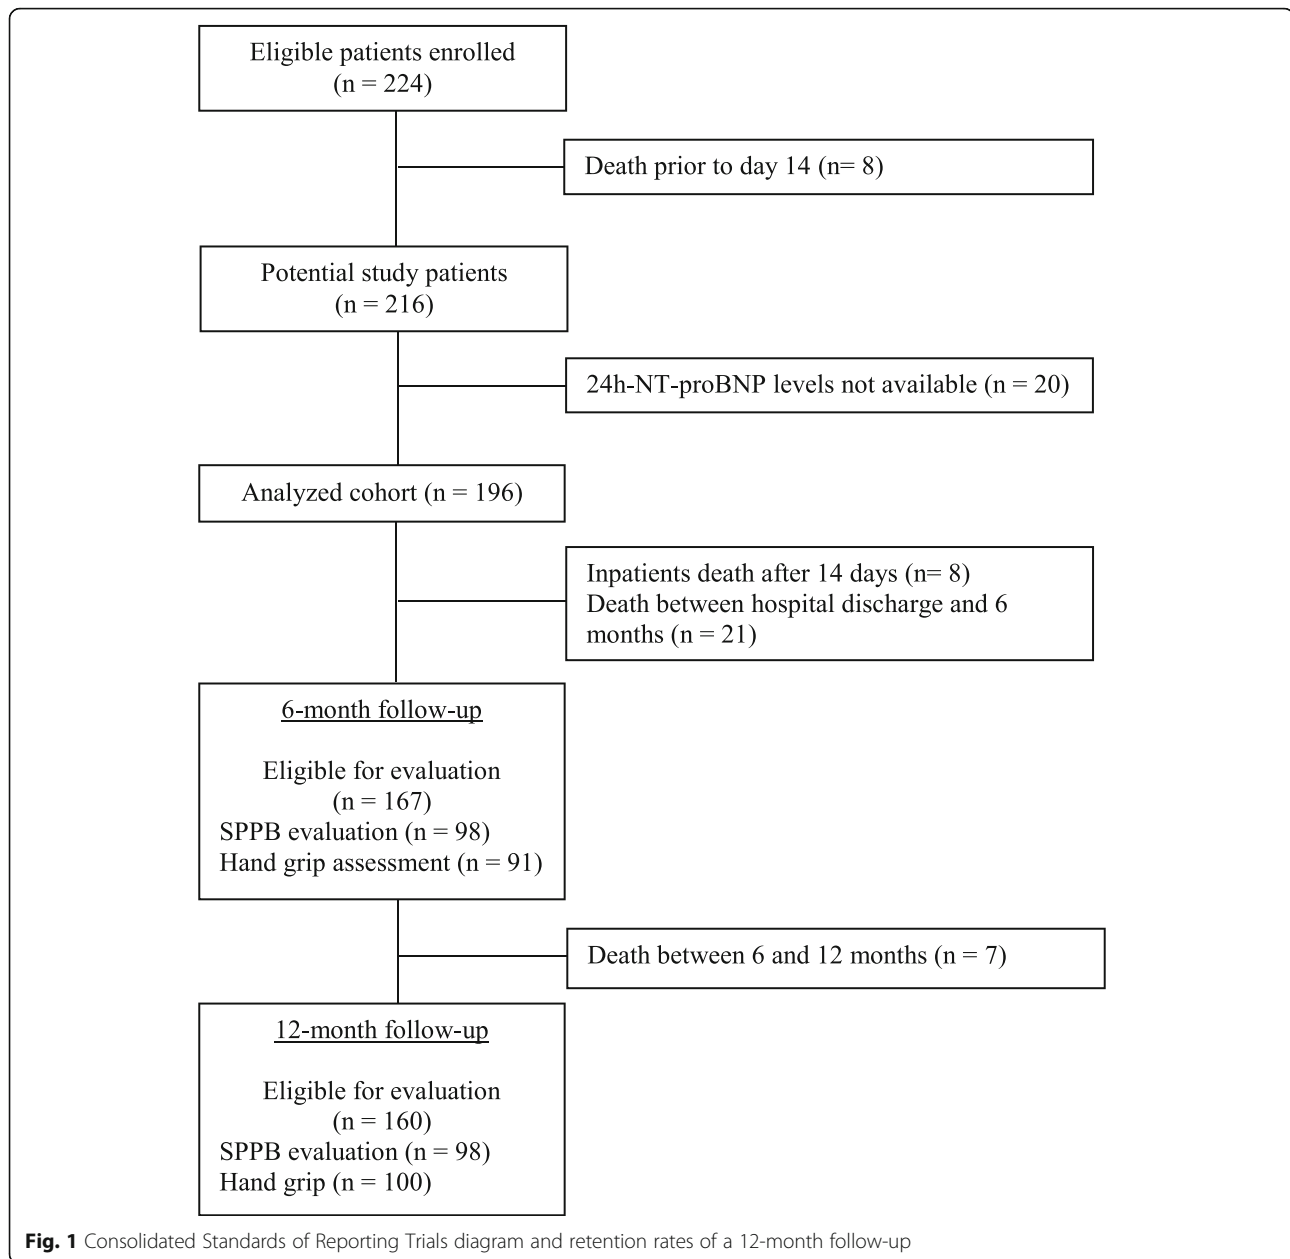 Eligible patients enrolled
(n = 224)
Death prior to day 14 (n= 8)
Potential study patients
(n = 216)
24h-NT-proBNP levels not available (n = 20)
Analyzed cohort (n = 196)
Inpatients death after 14 days (n= 8)
Death between hospital discharge and 6
months (n = 21)
6-month follow-up
Eligible for evaluation
(n = 167)
SPPB evaluation (n = 98)
Hand grip assessment (n = 91)
Death between 6 and 12 months (n = 7)
12-month follow-up
Eligible for evaluation
(n = 160)
SPPB evaluation (n = 98)
Hand grip (n = 100)
Fig. 1 Consolidated Standards of Reporting Trials diagram and retention rates of a 12-month follow-up